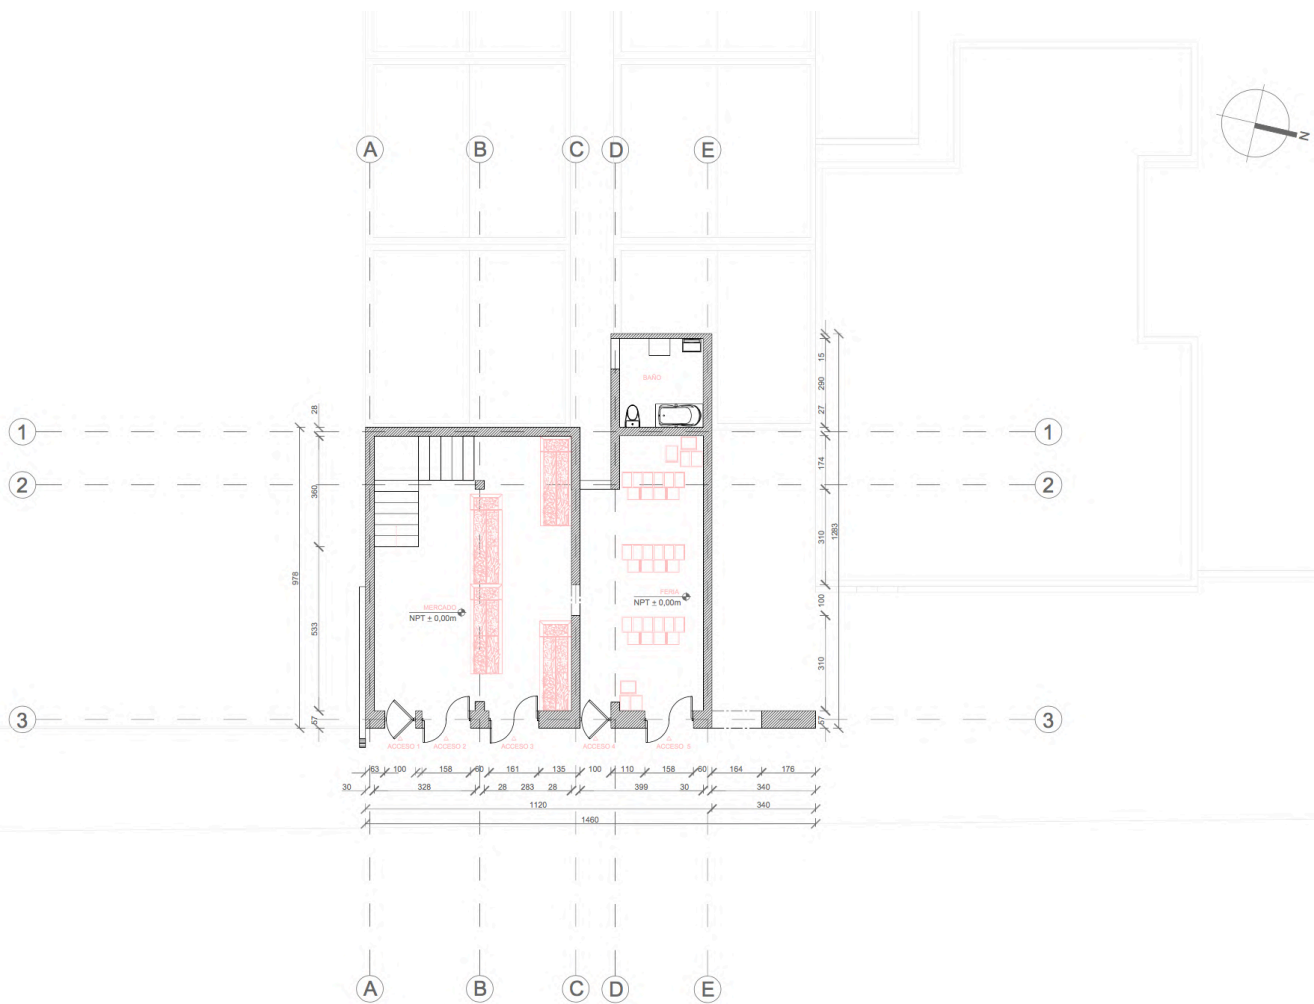 N
A B C D E
BAÑO
15
290
27
28
1 1
174
2 2
360
310
1283
978
FERIA
NPT ± 0,00m
100
MERCADO
NPT ± 0,00m
533
310
3 3
57 57
ACCESO 1 ACCESO 2 ACCESO 3 ACCESO 4 ACCESO 5
63 100 158 60 161 135 100 110 158 60 164 176
30 328 28 283 28 399 30 340
1120 340
1460
A B C D E